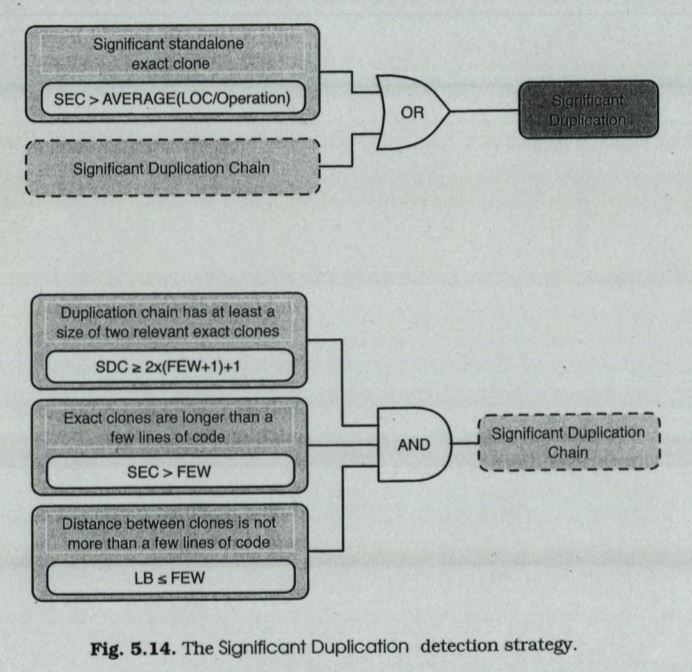 Significant standalone
exact clone
SEC > AVERAGE(LOC/Operation)
Significant Duplication Chain
OR
Significant
Duplication
Duplication chain has at least a
size of two relevant exact clones
SDC ≥ 2x(FEW+1)+1
Exact clones are longer than a
few lines of code
SEC > FEW
Distance between clones is not
more than a few lines of code
LB ≤ FEW
AND
Significant Duplication
Chain
Fig. 5.14. The Significant Duplication detection strategy.